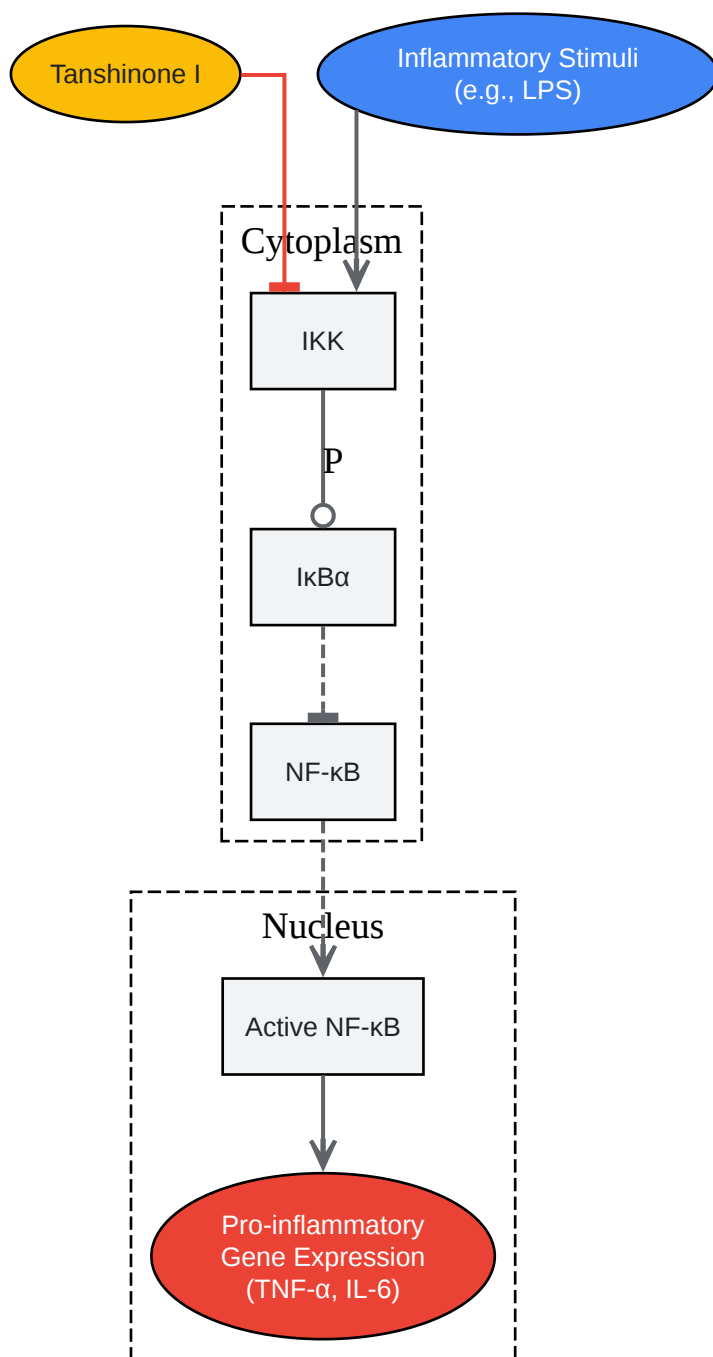 Tanshinone I
Inflammatory Stimuli
(e.g., LPS)
Cytoplasm
IKK
P
IκBα
NF-κB
Nucleus
Active NF-κB
Pro-inflammatory
Gene Expression
(TNF-α, IL-6)